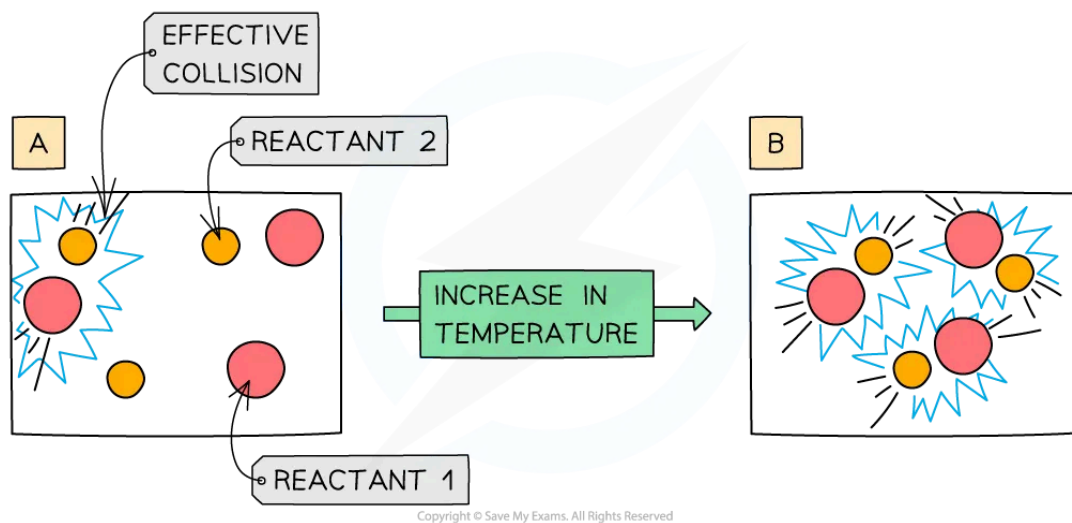 EFFECTIVE
COLLISION
A
REACTANT 2
B
INCREASE IN
TEMPERATURE
REACTANT 1
Copyright © Save My Exams. All Rights Reserved